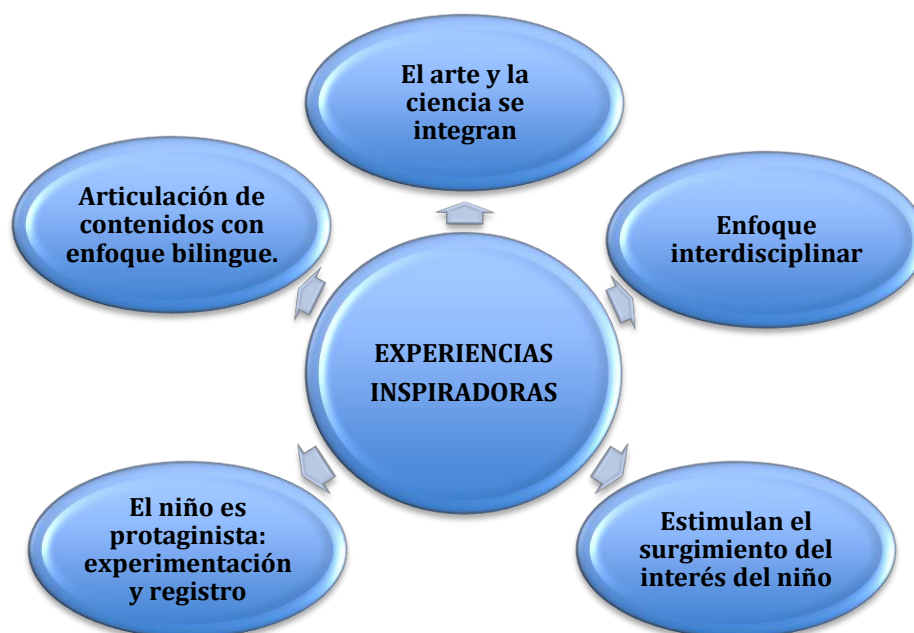 El arte y la
ciencia se
integran
Articulación de
contenidos con
enfoque bilingue.
Enfoque
interdisciplinar
EXPERIENCIAS
INSPIRADORAS
El niño es
protaginista:
experimentación
y registro
Estimulan el
surgimiento del
interés del niño